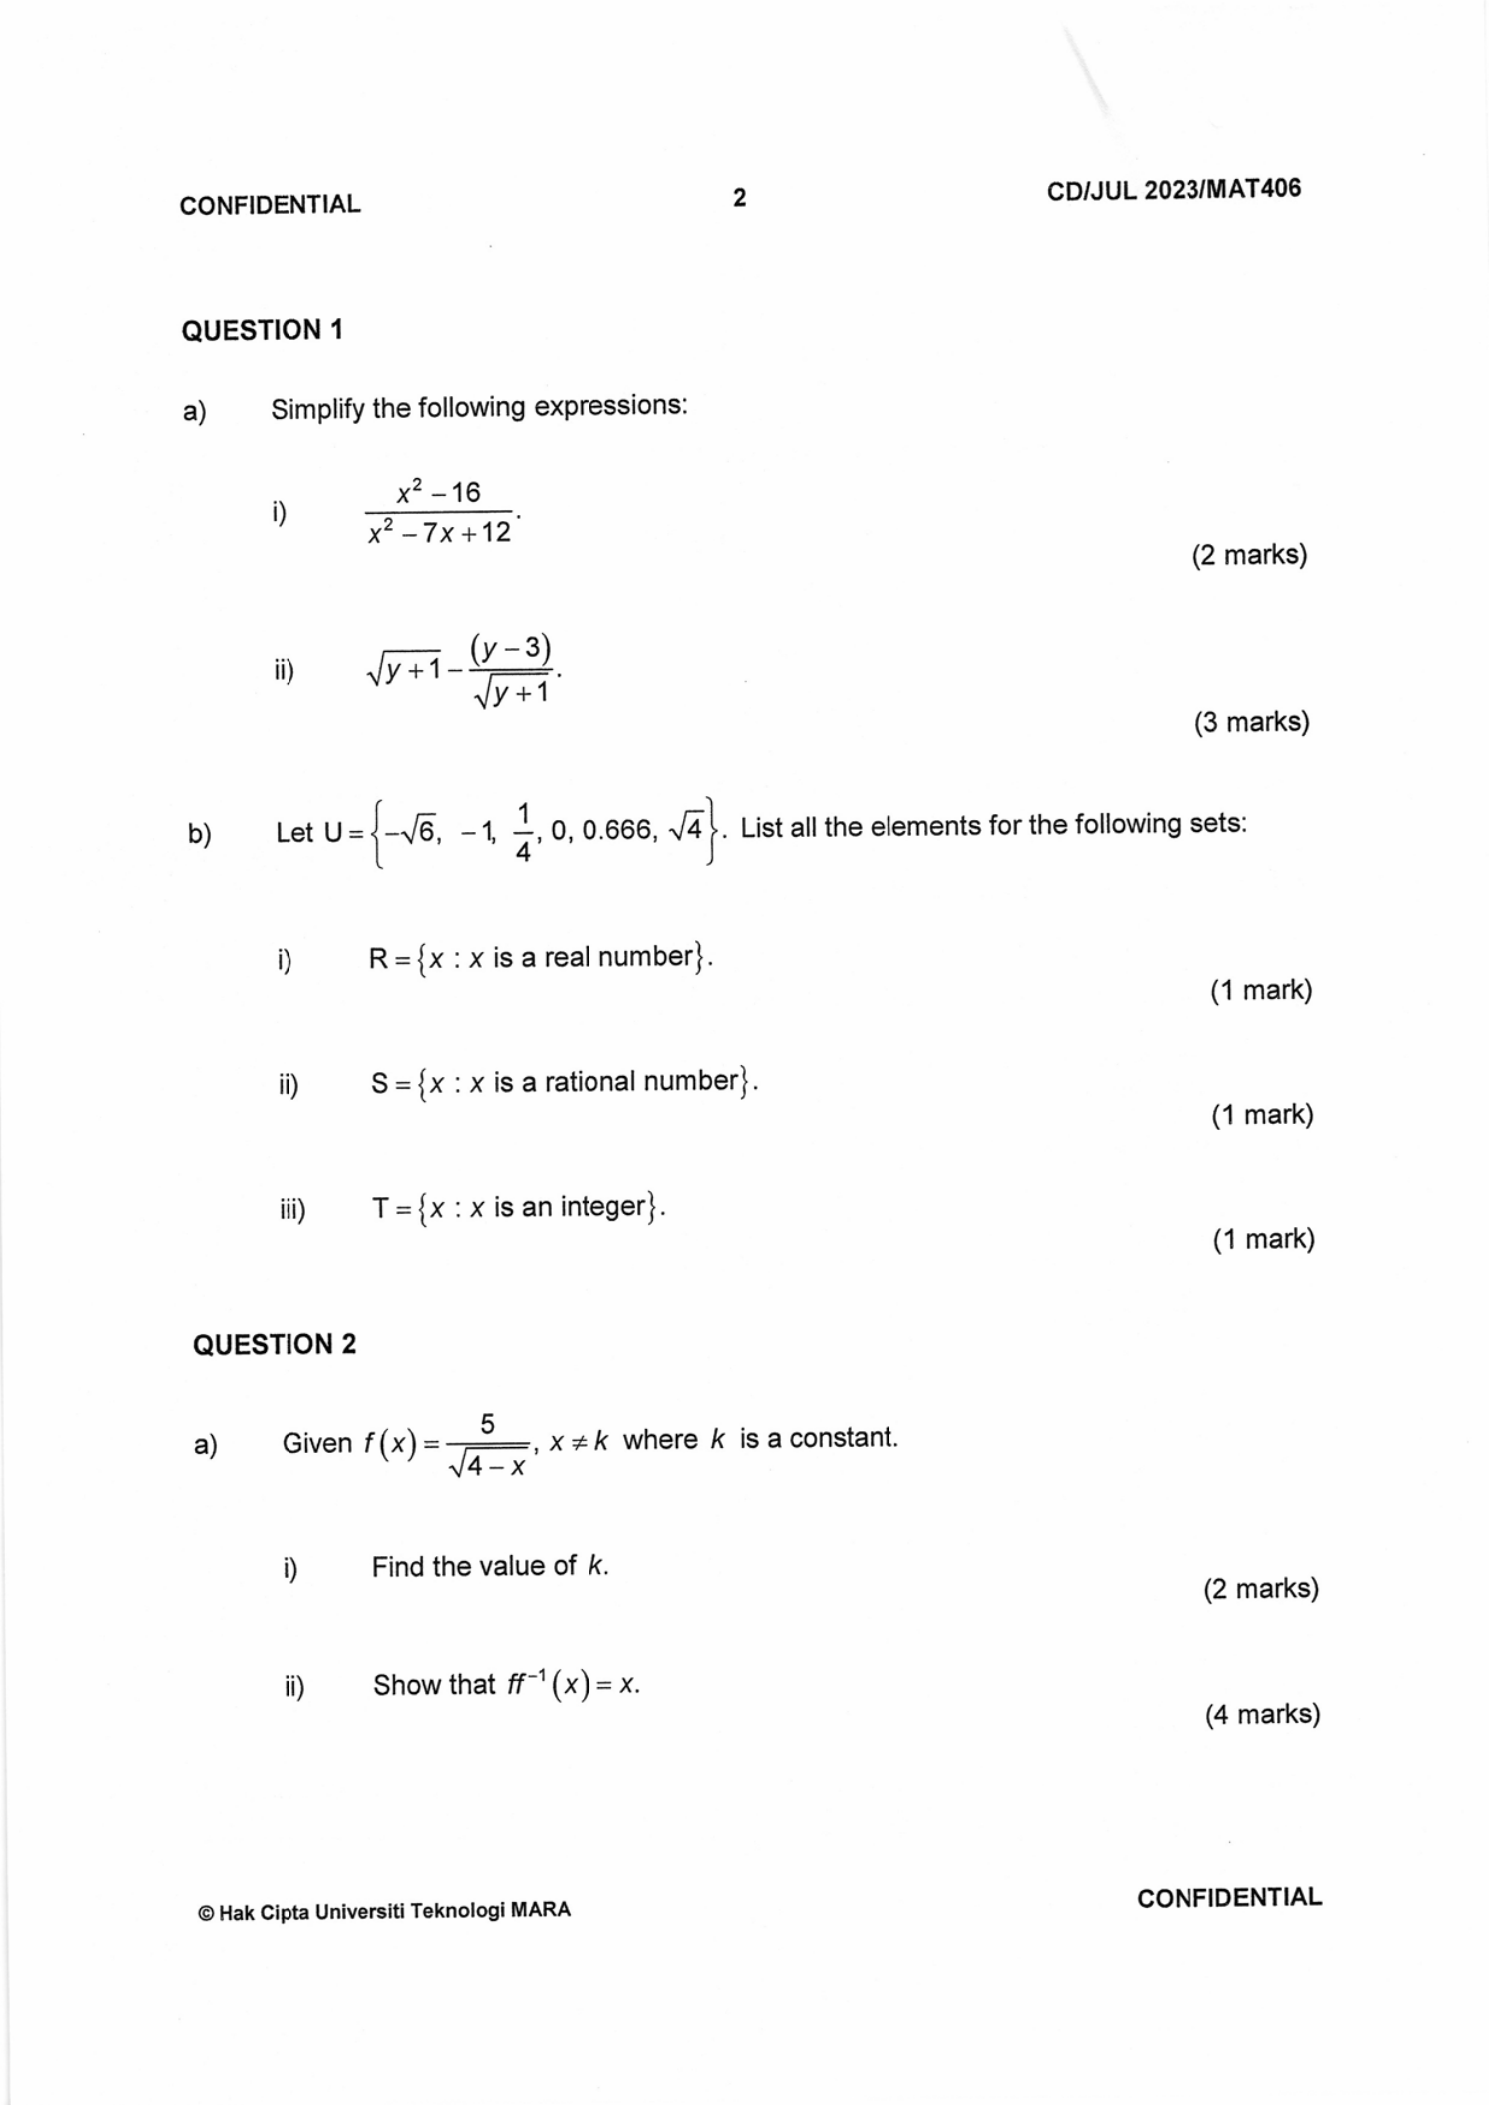 CONFIDENTIAL 2 CD/JUL 2023/MAT406
QUESTION 1
a) Simplify the following expressions:
i) \frac{x² − 16}{x² − 7x + 12}.
(2 marks)
ii) √(y + 1) − \frac{(y − 3)}{√(y + 1)}.
(3 marks)
b) Let U = {−√6, −1, 1/4, 0, 0.666, √4}. List all the elements for the following sets:
i) R = {x : x is a real number}.
(1 mark)
ii) S = {x : x is a rational number}.
(1 mark)
iii) T = {x : x is an integer}.
(1 mark)
QUESTION 2
a) Given f(x) = \frac{5}{√(4 − x)}, x ≠ k where k is a constant.
i) Find the value of k.
(2 marks)
ii) Show that ff⁻¹(x) = x.
(4 marks)
© Hak Cipta Universiti Teknologi MARA CONFIDENTIAL